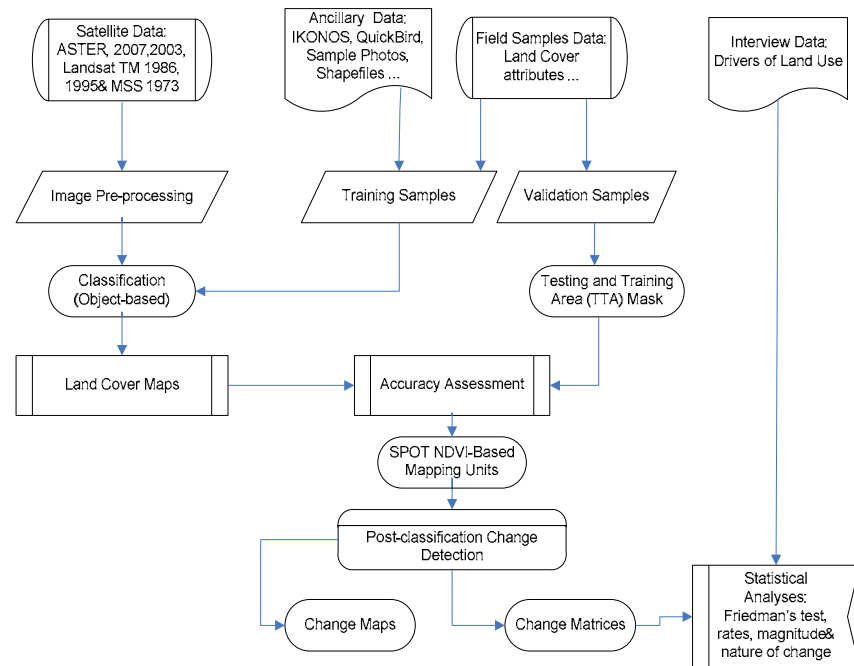 Satellite Data:
ASTER, 2007,2003,
Landsat TM 1986,
1995& MSS 1973
Ancillary Data:
IKONOS, QuickBird,
Sample Photos,
Shapefiles ...
Field Samples Data:
Land Cover
attributes ...
Interview Data:
Drivers of Land Use
Image Pre-processing
Training Samples
Validation Samples
Classification
(Object-based)
Testing and Training
Area (TTA) Mask
Land Cover Maps
Accuracy Assessment
SPOT NDVI-Based
Mapping Units
Post-classification Change
Detection
Change Maps
Change Matrices
Statistical
Analyses:
Friedman's test,
rates, magnitude&
nature of change